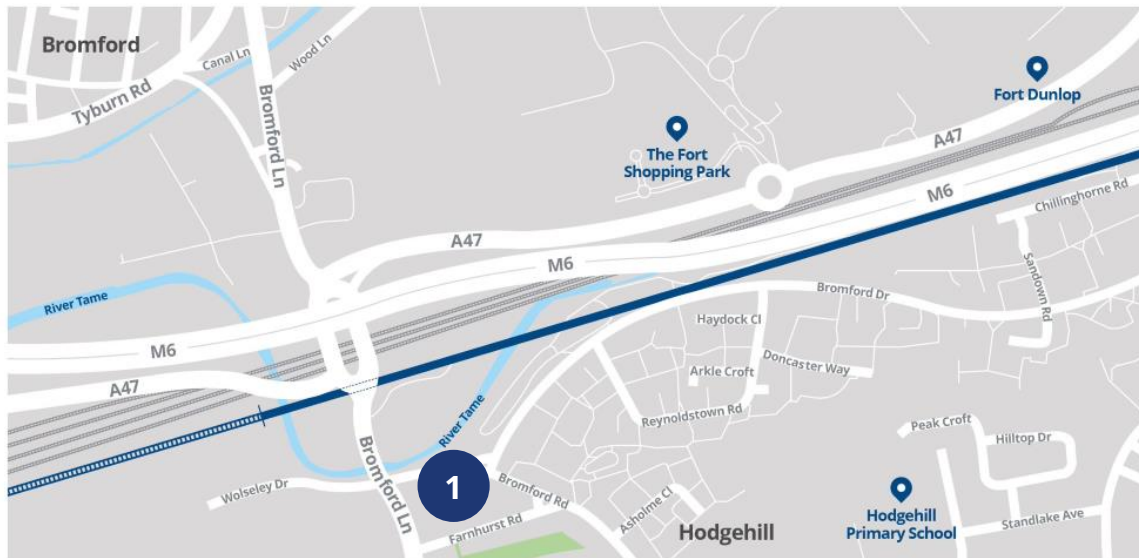 Bromford
Canal Ln
Wood Ln
Tyburn Rd
Bromford Ln
Fort Dunlop
The Fort
Shopping Park
A47
M6
Chillinghorne Rd
A47
M6
Sandown Rd
River Tame
Bromford Dr
Haydock Cl
M6
Doncaster Way
A47
Arkle Croft
Reynoldstown Rd
River Tame
Peak Croft
Hilltop Dr
Bromford Ln
1
Wolseley Dr
Bromford Rd
Asholme Cl
Farnhurst Rd
Hodgehill
Hodgehill
Primary School
Standlake Ave